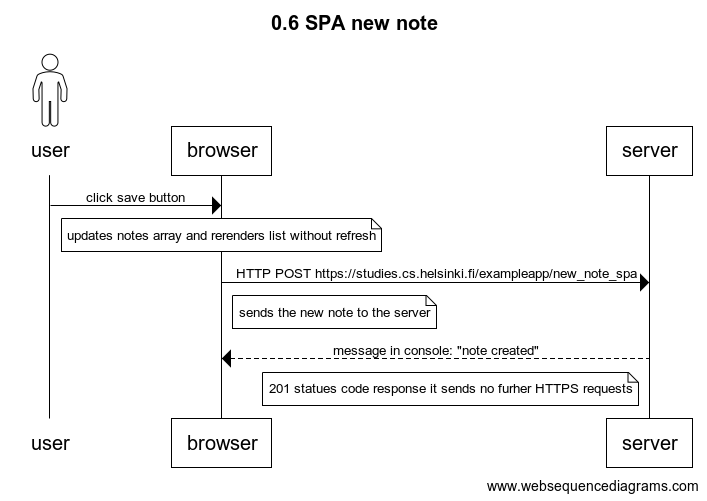 0.6 SPA new note
user
browser
server
click save button
updates notes array and rerenders list without refresh
HTTP POST https://studies.cs.helsinki.fi/exampleapp/new_note_spa
sends the new note to the server
message in console: "note created"
201 statues code response it sends no furher HTTPS requests
user
browser
server
www.websequencediagrams.com